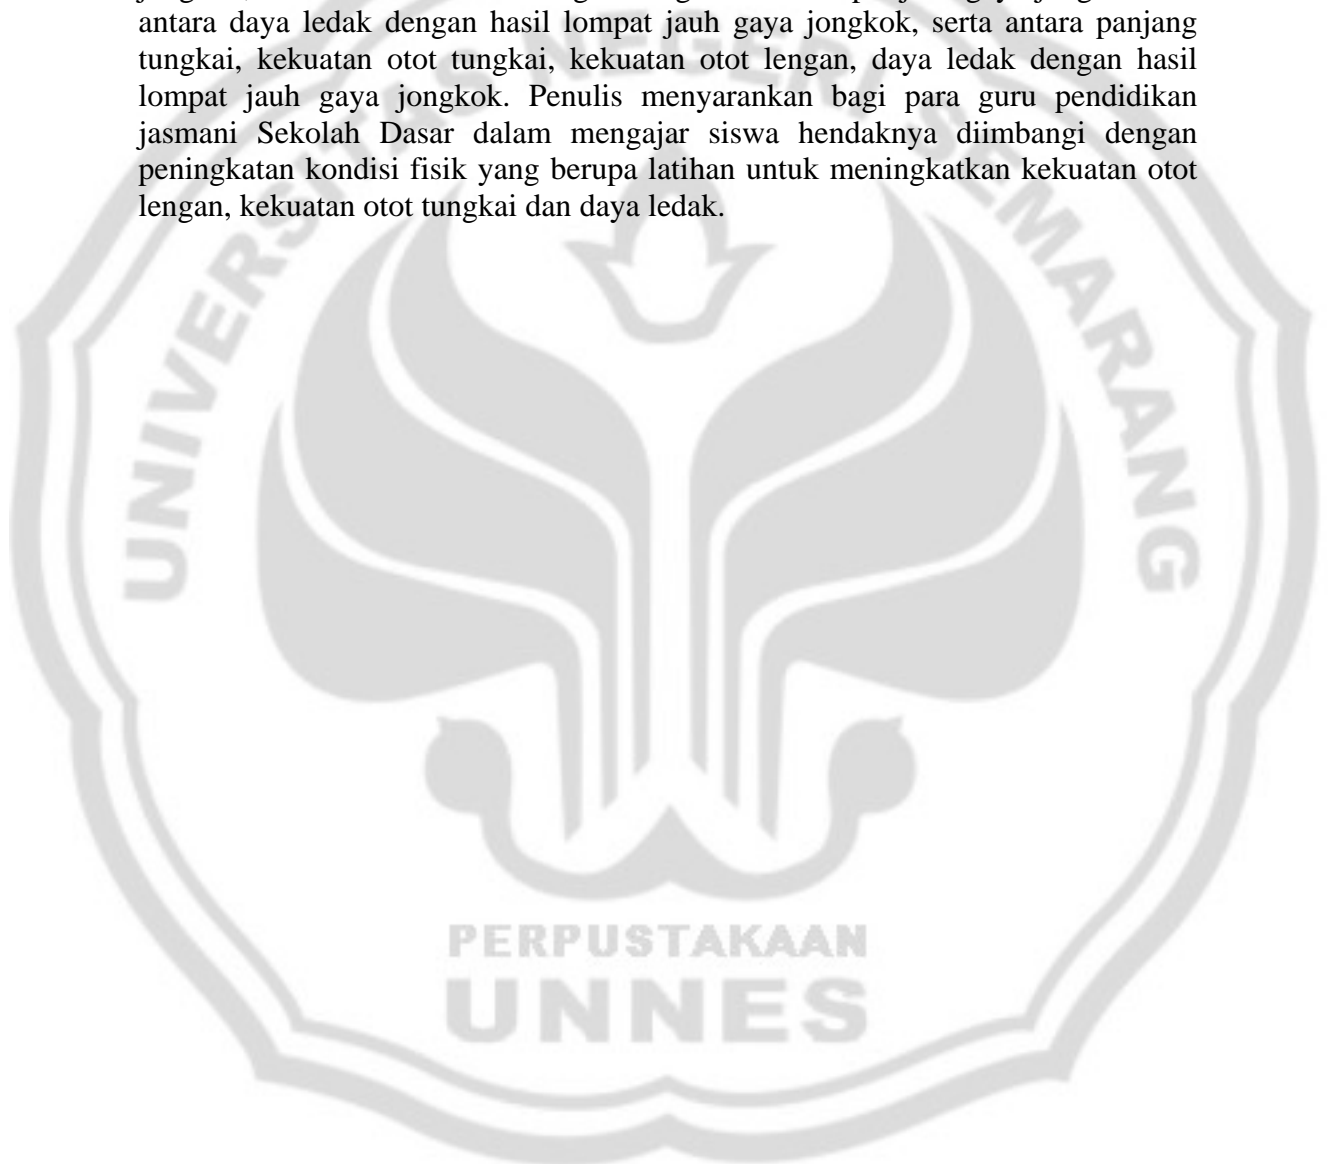 antara daya ledak dengan hasil lompat jauh gaya jongkok, serta antara panjang
tungkai, kekuatan otot tungkai, kekuatan otot lengan, daya ledak dengan hasil
lompat jauh gaya jongkok. Penulis menyarankan bagi para guru pendidikan
jasmani Sekolah Dasar dalam mengajar siswa hendaknya diimbangi dengan
peningkatan kondisi fisik yang berupa latihan untuk meningkatkan kekuatan otot
lengan, kekuatan otot tungkai dan daya ledak.
UNIVERSITAS NEGERI SEMARANG
PERPUSTAKAAN
UNNES